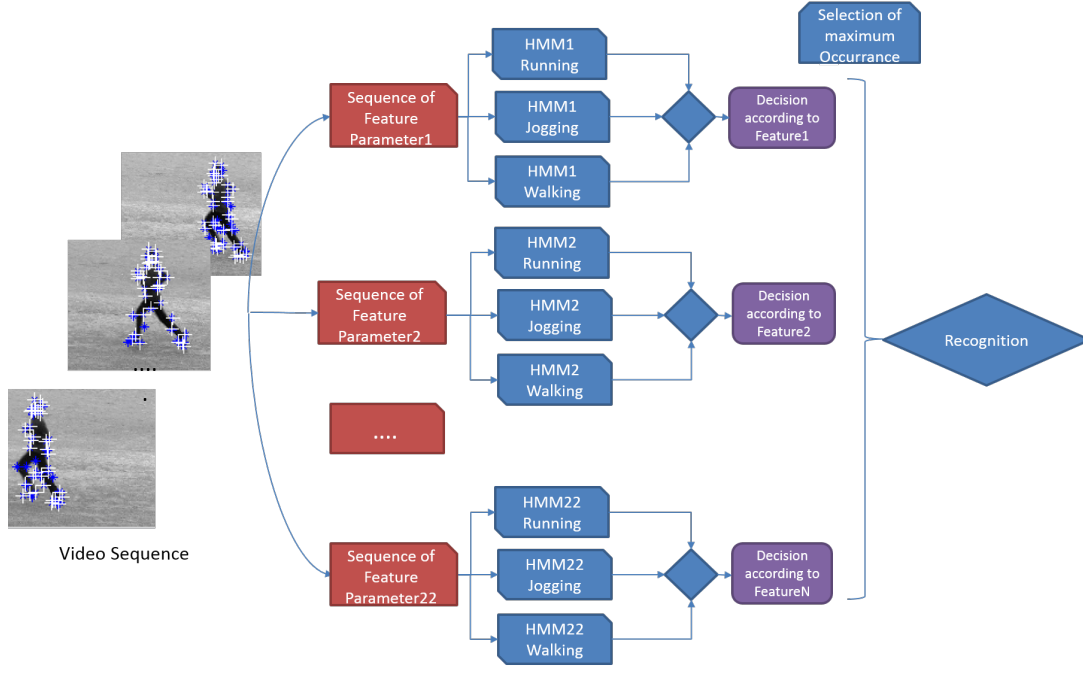 Selection of
maximum
Occurrance
HMM1
Running
Sequence of
Feature
Parameter1
HMM1
Jogging
Decision
according to
Feature1
HMM1
Walking
HMM2
Running
Sequence of
Feature
Parameter2
HMM2
Jogging
Decision
according to
Feature2
HMM2
Walking
Recognition
....
....
HMM22
Running
Sequence of
Feature
Parameter22
HMM22
Jogging
Decision
according to
FeatureN
HMM22
Walking
Video Sequence